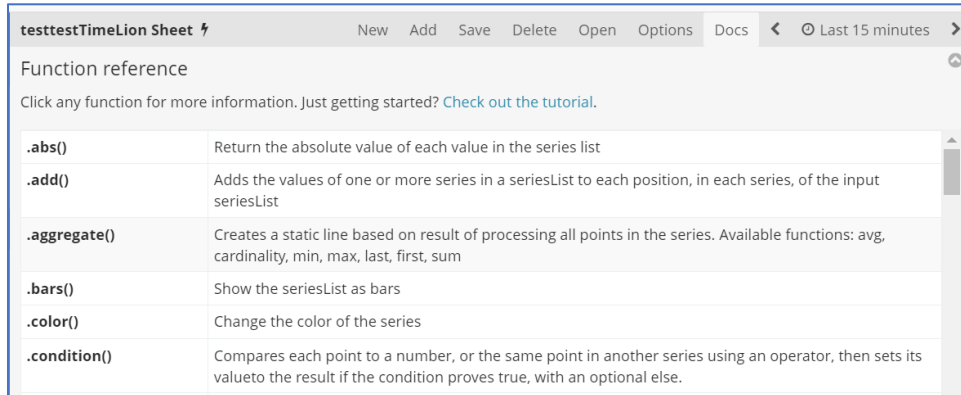 testtestTimeLion Sheet New Add Save Delete Open Options Docs Last 15 minutes
Function reference
Click any function for more information. Just getting started? Check out the tutorial.
.abs() Return the absolute value of each value in the series list
.add() Adds the values of one or more series in a seriesList to each position, in each series, of the input
seriesList
.aggregate() Creates a static line based on result of processing all points in the series. Available functions: avg,
cardinality, min, max, last, first, sum
.bars() Show the seriesList as bars
.color() Change the color of the series
.condition() Compares each point to a number, or the same point in another series using an operator, then sets its
valueto the result if the condition proves true, with an optional else.